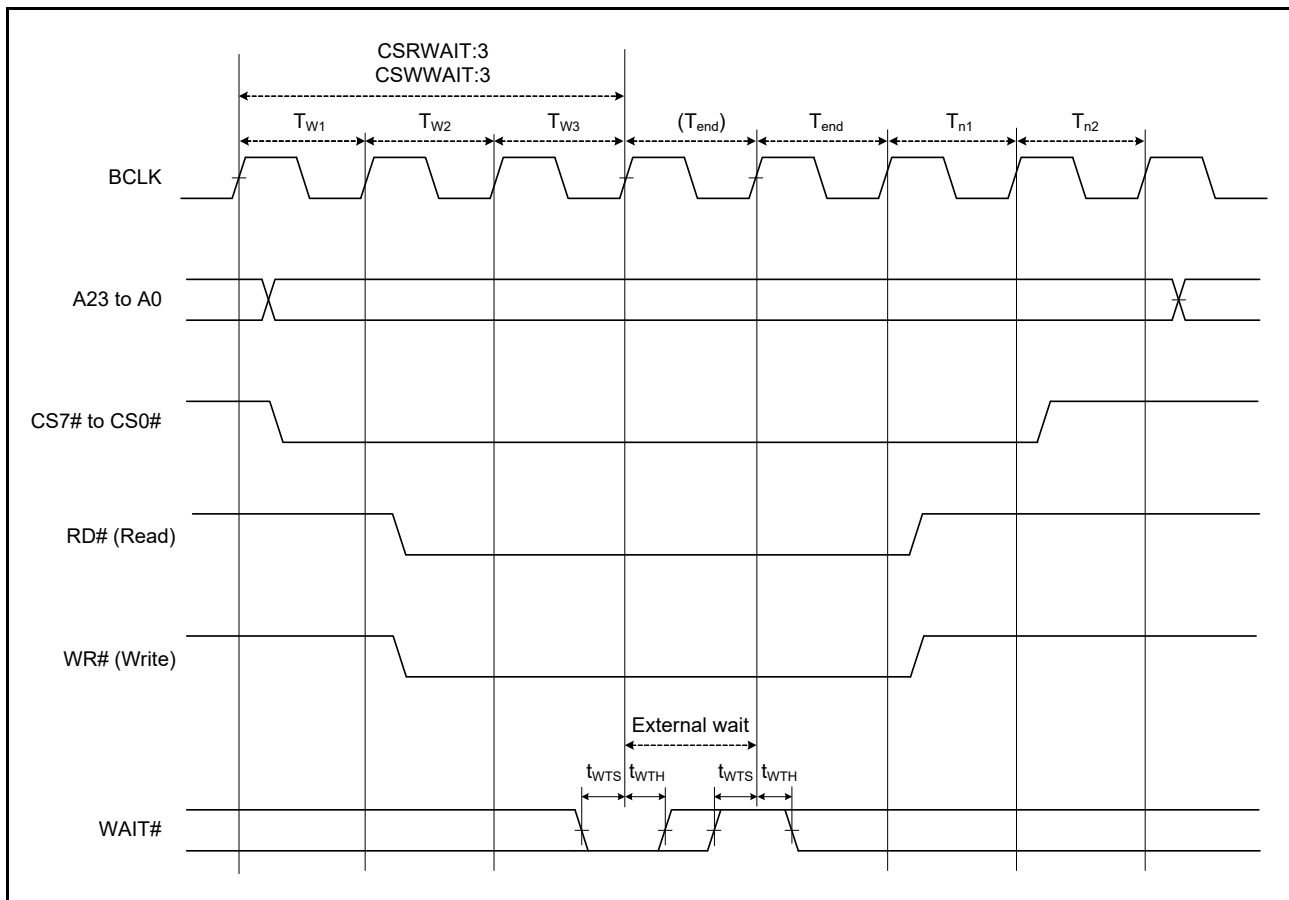 CSRWAIT:3
CSWWAIT:3
TW1 TW2 TW3 (Tend) Tend Tn1 Tn2
BCLK
A23 to A0
CS7# to CS0#
RD# (Read)
WR# (Write)
External wait
tWTS tWTH tWTS tWTH
WAIT#